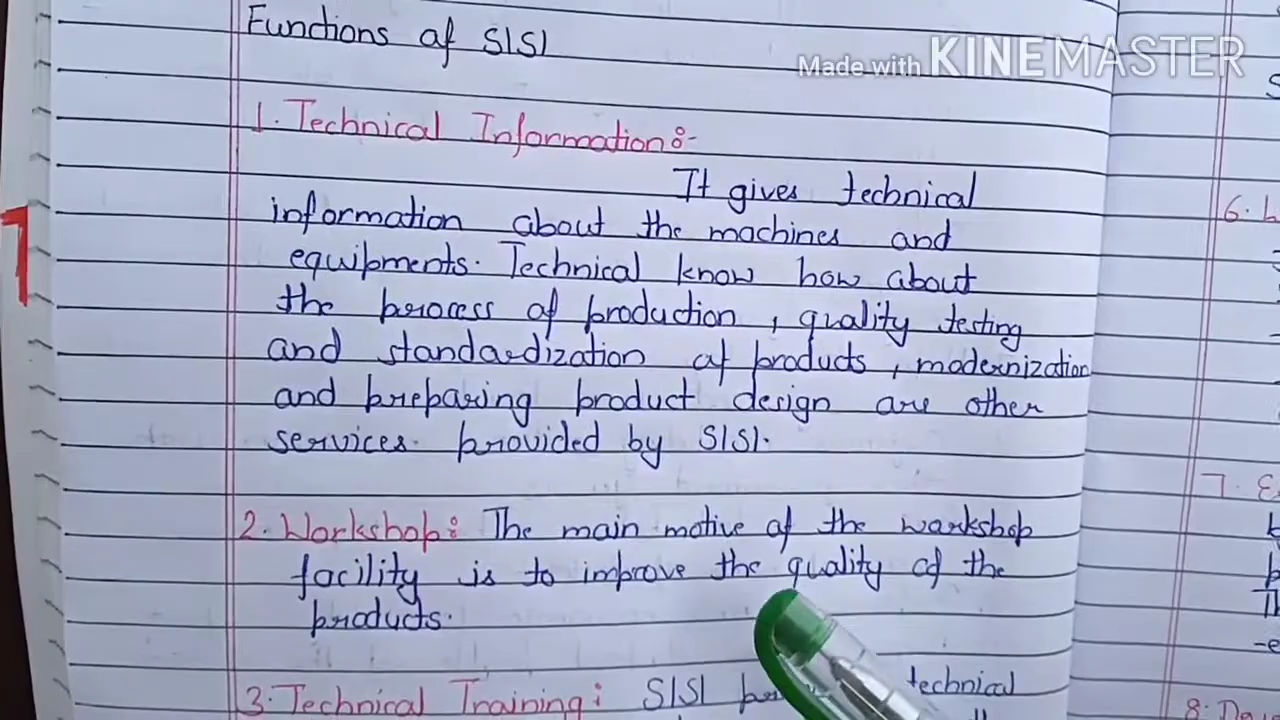 Functions of SISI
Made with KINEMASTER
1. Technical Information:-
It gives technical
information about the machines and
equipments. Technical know how about
the process of production, quality testing
and standardization of products, modernization
and preparing product design are other
services. provided by SISI.
2. Workshop: The main motive of the workshop
facility is to improve the quality of the
products.
3. Technical Training: SISI technical
6.
7.
8.